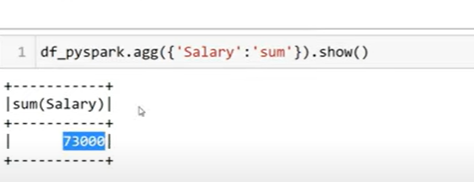 1 df_pyspark.agg({'Salary':'sum'}).show()
+-----------+
|sum(Salary)|
+-----------+
|      73000|
+-----------+